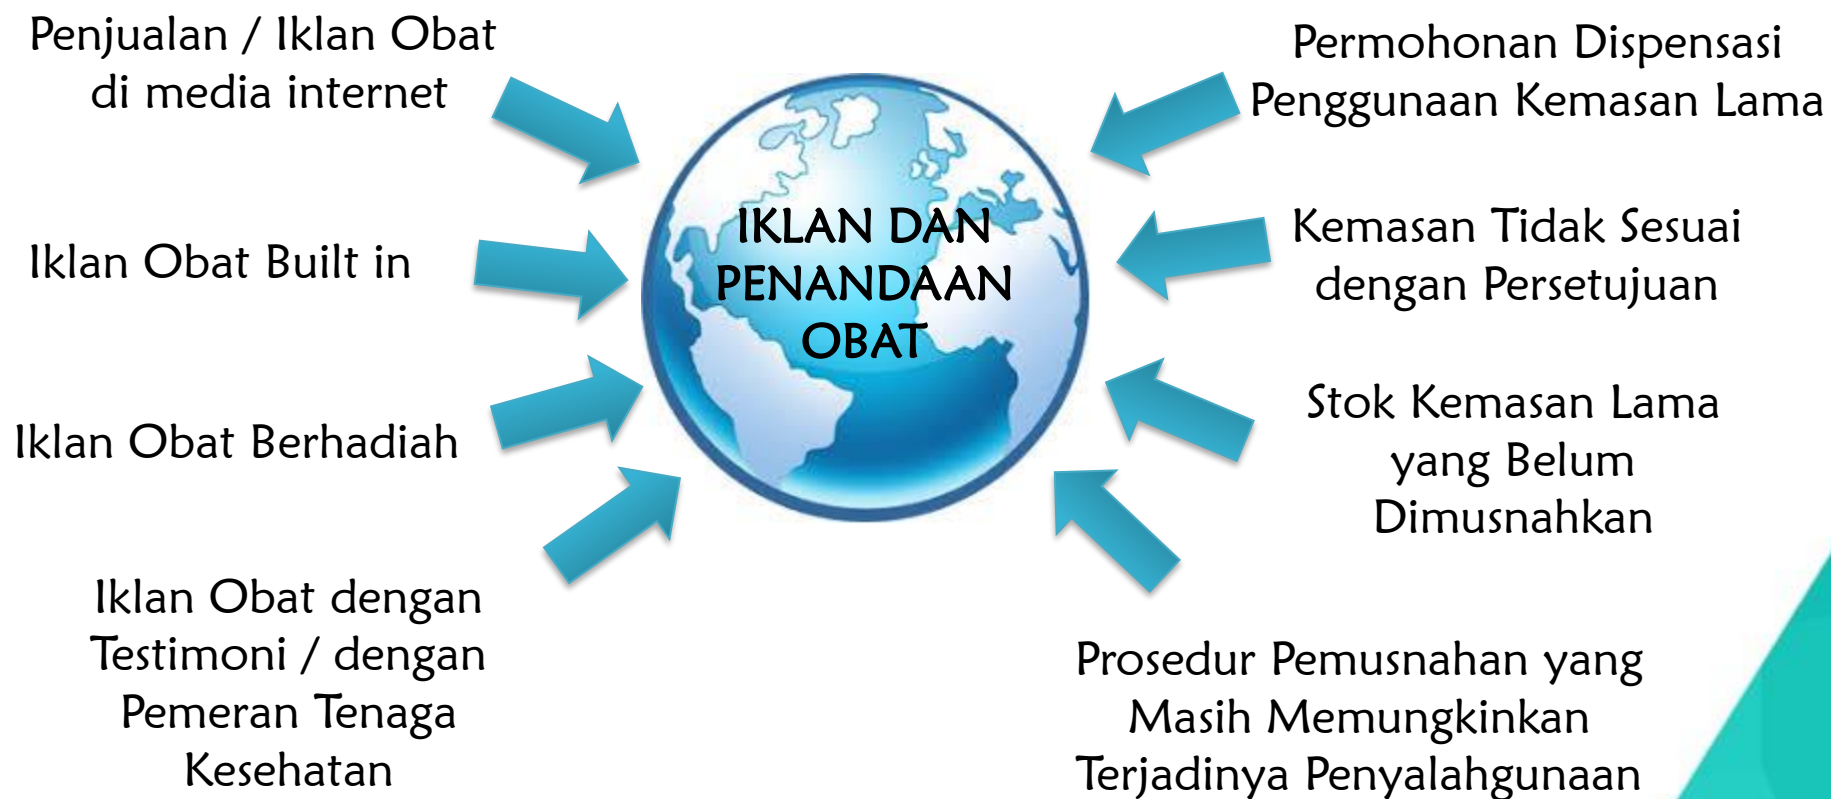 Penjualan / Iklan Obat
di media internet
Iklan Obat Built in
Iklan Obat Berhadiah
Iklan Obat dengan
Testimoni / dengan
Pemeran Tenaga
Kesehatan
IKLAN DAN
PENANDAAN
OBAT
Permohonan Dispensasi
Penggunaan Kemasan Lama
Kemasan Tidak Sesuai
dengan Persetujuan
Stok Kemasan Lama
yang Belum
Dimusnahkan
Prosedur Pemusnahan yang
Masih Memungkinkan
Terjadinya Penyalahgunaan